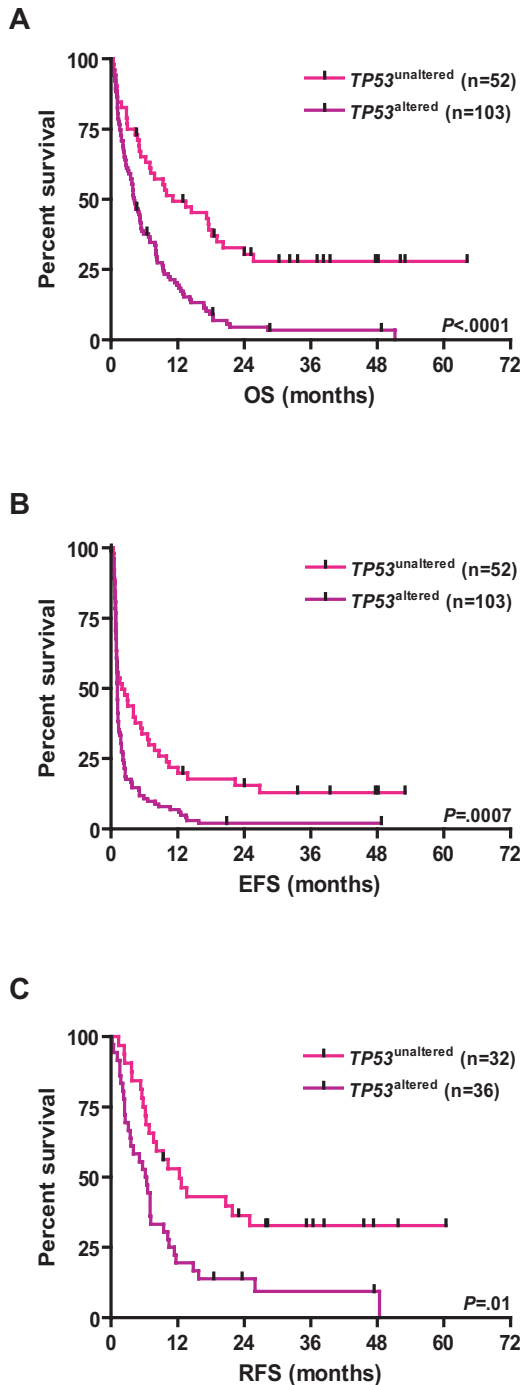 A
100
75
50
25
0
Percent survival
TP53unaltered (n=52)
TP53altered (n=103)
P<.0001
0 12 24 36 48 60 72
OS (months)
B
100
75
50
25
0
Percent survival
TP53unaltered (n=52)
TP53altered (n=103)
P=.0007
0 12 24 36 48 60 72
EFS (months)
C
100
75
50
25
0
Percent survival
TP53unaltered (n=32)
TP53altered (n=36)
P=.01
0 12 24 36 48 60 72
RFS (months)